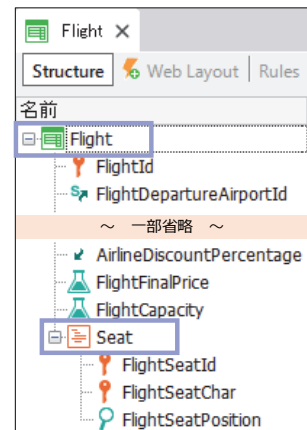 Flight
Structure Web Layout Rules
名前
Flight
FlightId
FlightDepartureAirportId
～ 一部省略 ～
AirlineDiscountPercentage
FlightFinalPrice
FlightCapacity
Seat
FlightSeatId
FlightSeatChar
FlightSeatPosition